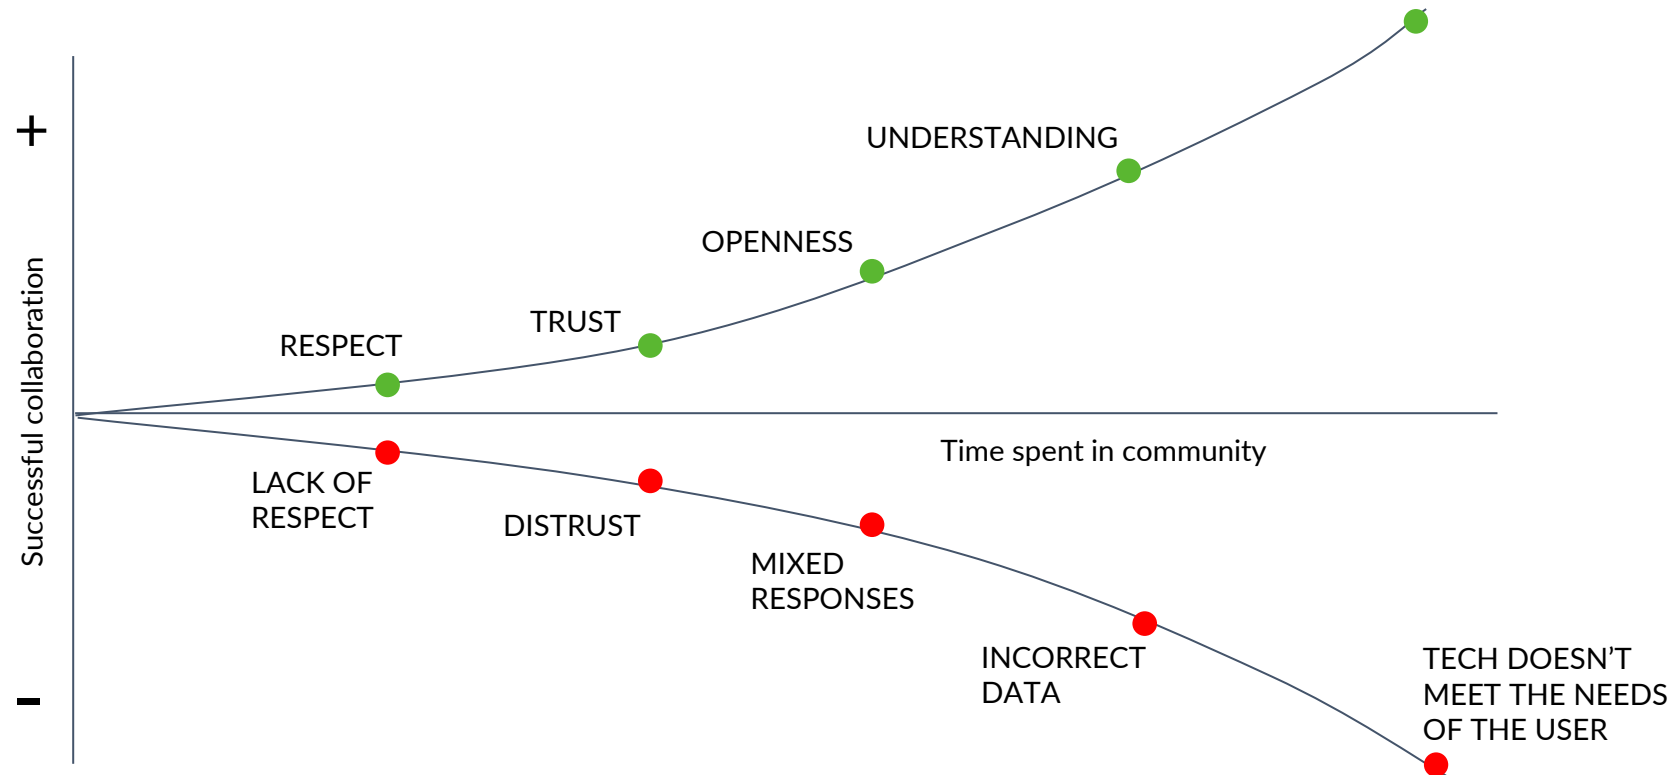 +
UNDERSTANDING
OPENNESS
TRUST
RESPECT
Successful collaboration
Time spent in community
LACK OF
RESPECT
DISTRUST
MIXED
RESPONSES
INCORRECT
DATA
TECH DOESN’T
MEET THE NEEDS
OF THE USER
-